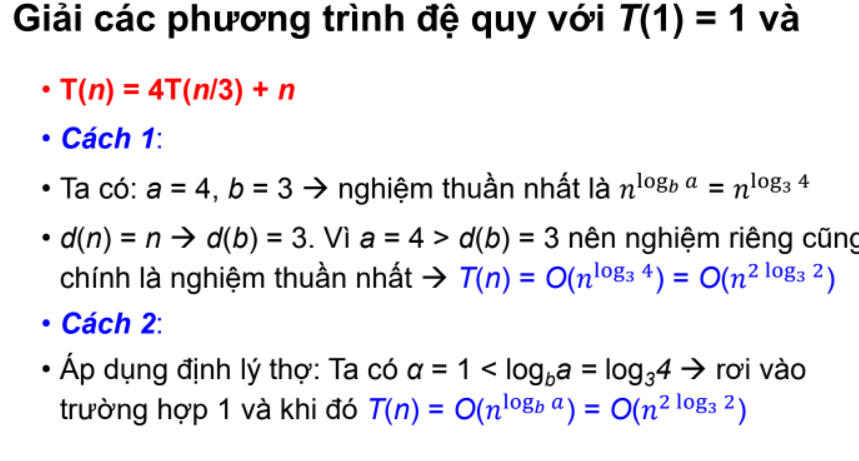 Giải các phương trình đệ quy với T(1) = 1 và
• T(n) = 4T(n/3) + n
• Cách 1:
• Ta có: a = 4, b = 3 → nghiệm thuần nhất là n^{log_b a} = n^{log_3 4}
• d(n) = n → d(b) = 3. Vì a = 4 > d(b) = 3 nên nghiệm riêng cũng
chính là nghiệm thuần nhất → T(n) = O(n^{log_3 4}) = O(n^{2 log_3 2})
• Cách 2:
• Áp dụng định lý thợ: Ta có α = 1 < log_b a = log_3 4 → rơi vào
trường hợp 1 và khi đó T(n) = O(n^{log_b a}) = O(n^{2 log_3 2})